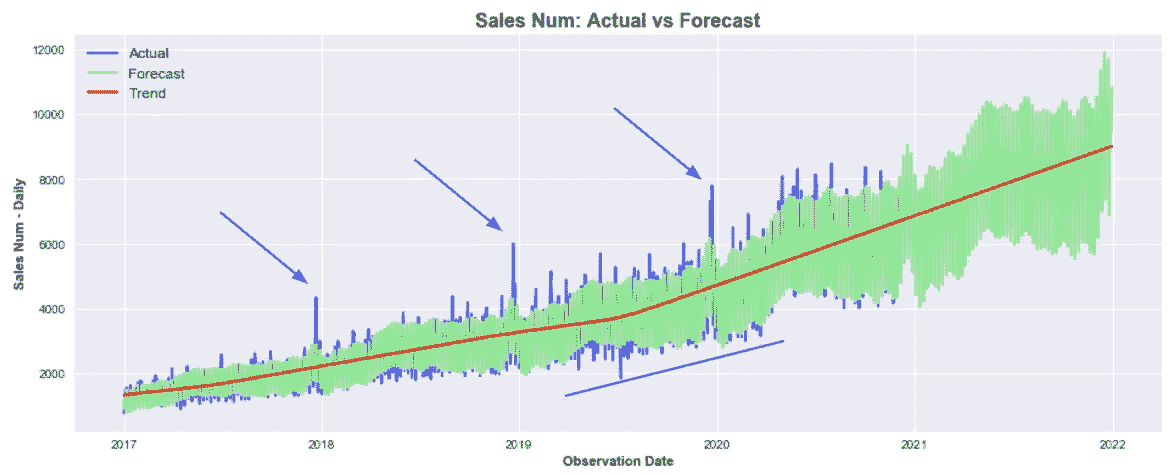 Sales Num: Actual vs Forecast
Actual
Forecast
Trend
12000
10000
8000
6000
4000
2000
Sales Num - Daily
2017 2018 2019 2020 2021 2022
Observation Date